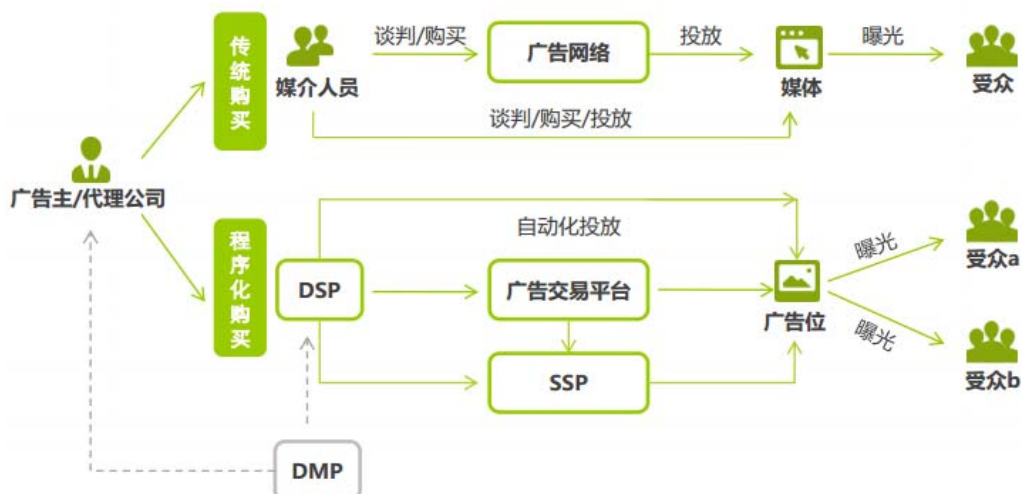 传统购买
谈判/购买
广告网络
投放
曝光
媒介人员
媒体
受众
谈判/购买/投放
广告主/代理公司
程序化购买
自动化投放
DSP
广告交易平台
广告位
曝光
受众a
曝光
受众b
SSP
DMP